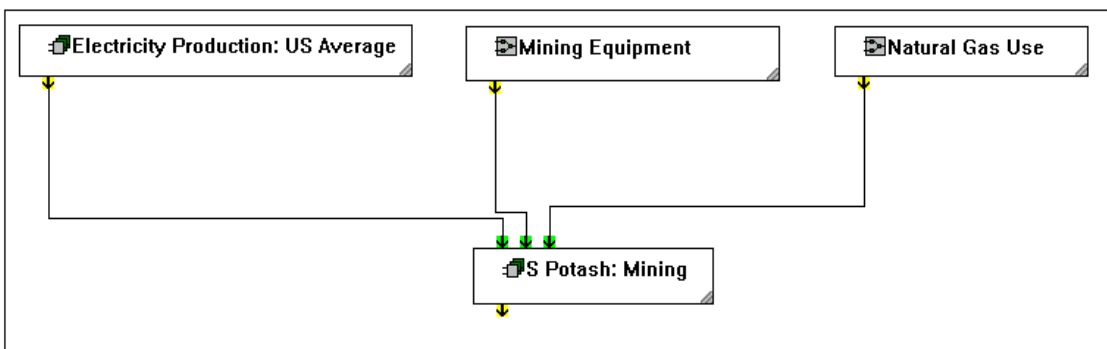 Electricity Production: US Average
Mining Equipment
Natural Gas Use
S Potash: Mining